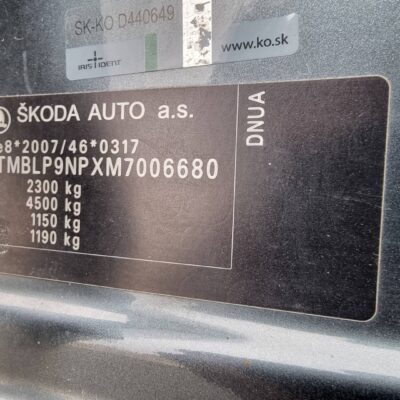 SK-KO D440649
IRIS IDENT
www.ko.sk
ŠKODA AUTO a.s.
e8*2007/46*0317
TMBLP9NPXM7006680
2300 kg
4500 kg
1150 kg
1190 kg
DNUA